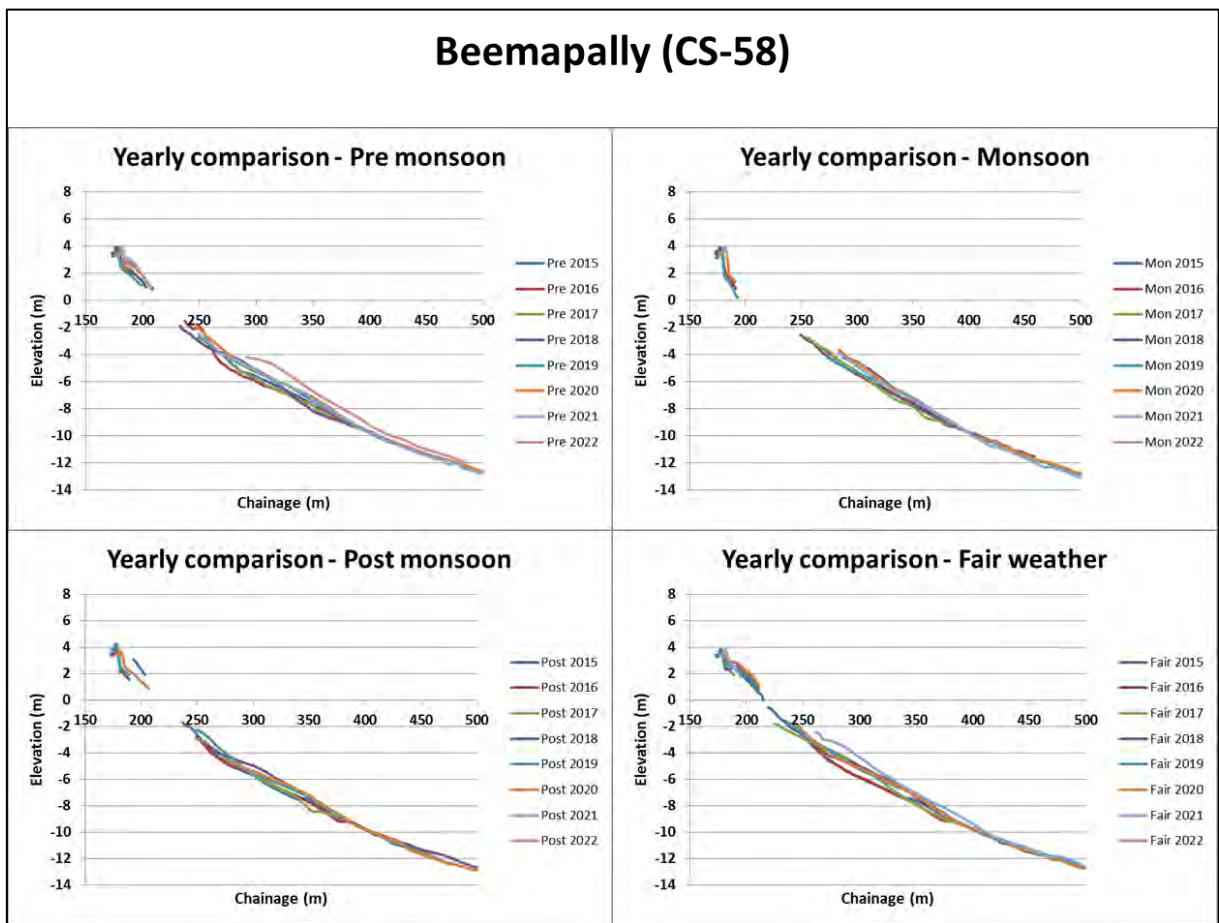 Beemapally (CS-58)
Yearly comparison - Pre monsoon
8
6
4
2
0
-2
-4
-6
-8
-10
-12
-14
150 200 250 300 350 400 450 500
Elevation (m)
Chainage (m)
Pre 2015
Pre 2016
Pre 2017
Pre 2018
Pre 2019
Pre 2020
Pre 2021
Pre 2022
Yearly comparison - Monsoon
8
6
4
2
0
-2
-4
-6
-8
-10
-12
-14
150 200 250 300 350 400 450 500
Elevation (m)
Chainage (m)
Mon 2015
Mon 2016
Mon 2017
Mon 2018
Mon 2019
Mon 2020
Mon 2021
Mon 2022
Yearly comparison - Post monsoon
8
6
4
2
0
-2
-4
-6
-8
-10
-12
-14
150 200 250 300 350 400 450 500
Elevation (m)
Chainage (m)
Post 2015
Post 2016
Post 2017
Post 2018
Post 2019
Post 2020
Post 2021
Post 2022
Yearly comparison - Fair weather
8
6
4
2
0
-2
-4
-6
-8
-10
-12
-14
150 200 250 300 350 400 450 500
Elevation (m)
Chainage (m)
Fair 2015
Fair 2016
Fair 2017
Fair 2018
Fair 2019
Fair 2020
Fair 2021
Fair 2022